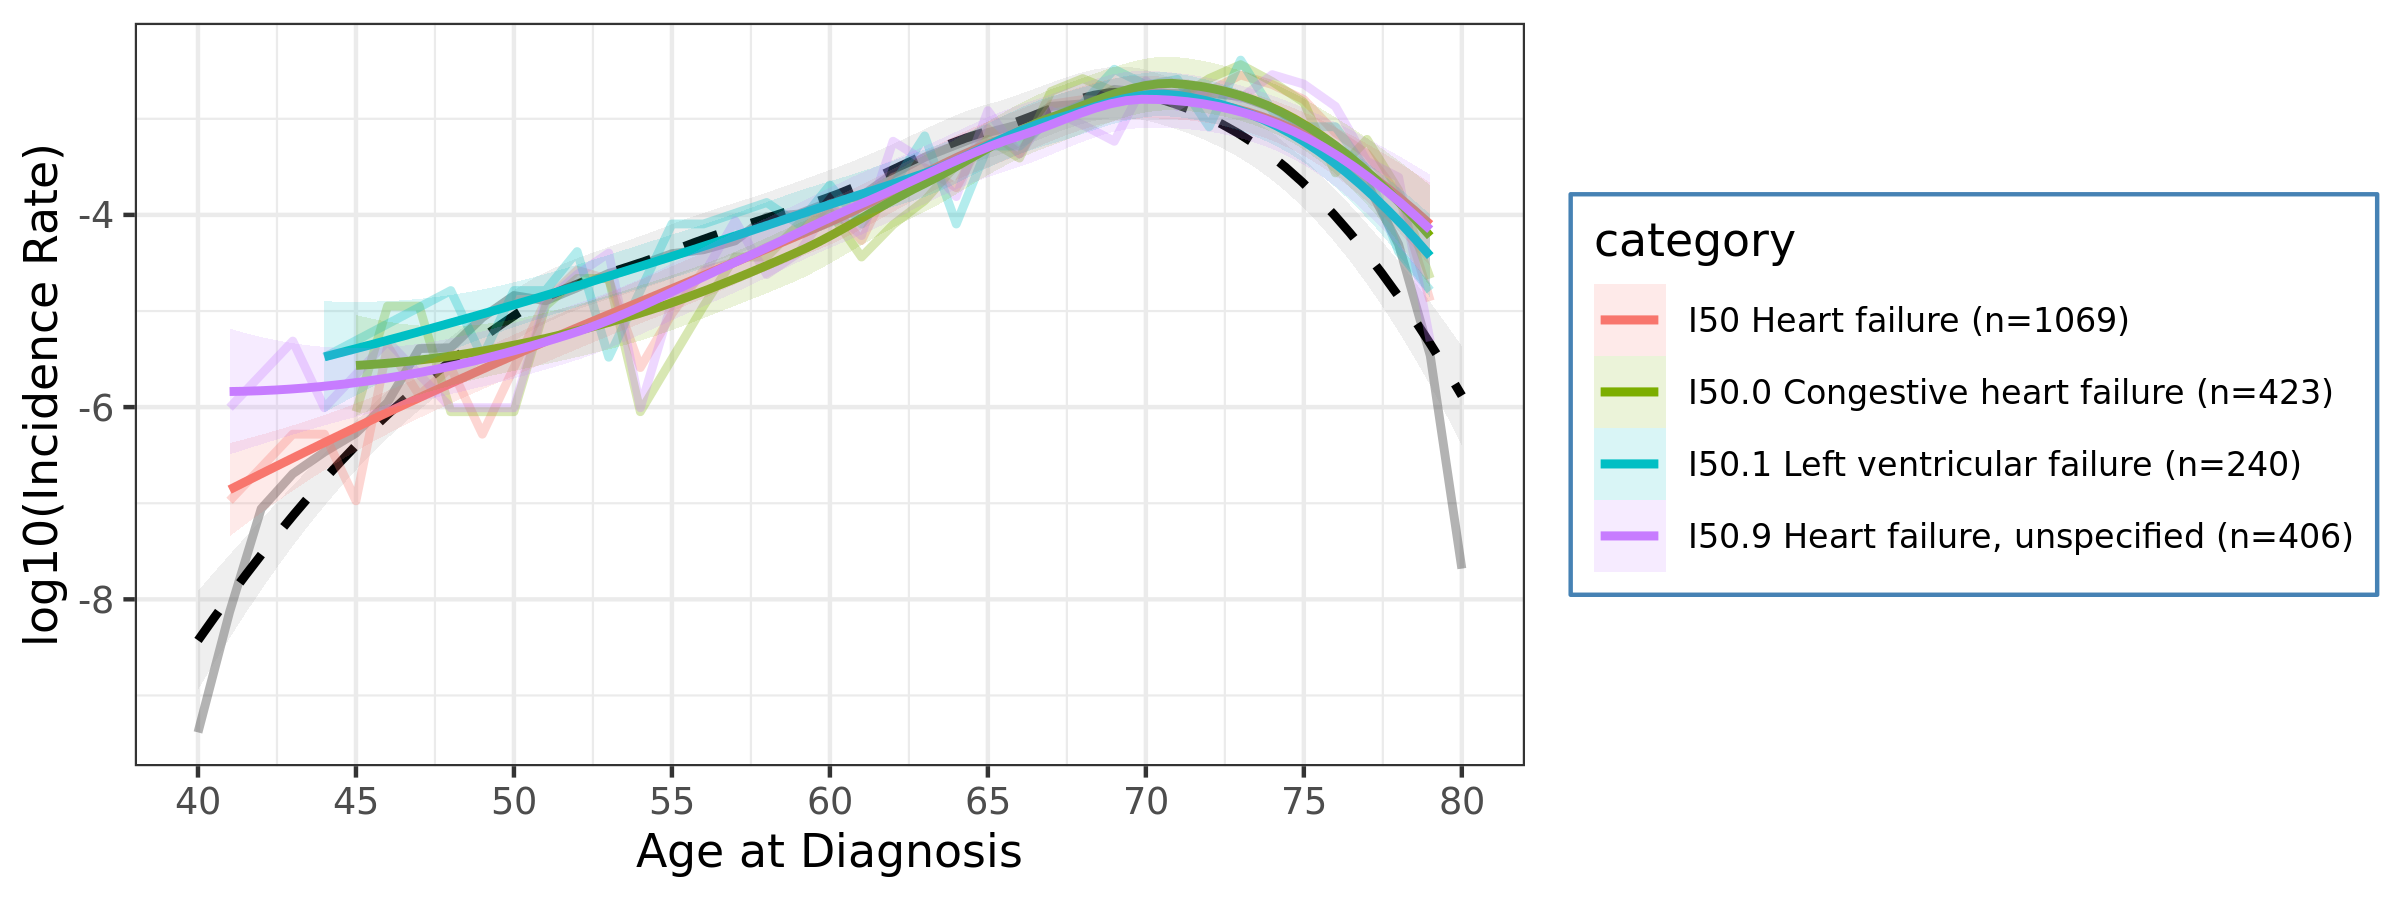 log10(Incidence Rate)
-4
-6
-8
40 45 50 55 60 65 70 75 80
Age at Diagnosis
category
I50 Heart failure (n=1069)
I50.0 Congestive heart failure (n=423)
I50.1 Left ventricular failure (n=240)
I50.9 Heart failure, unspecified (n=406)